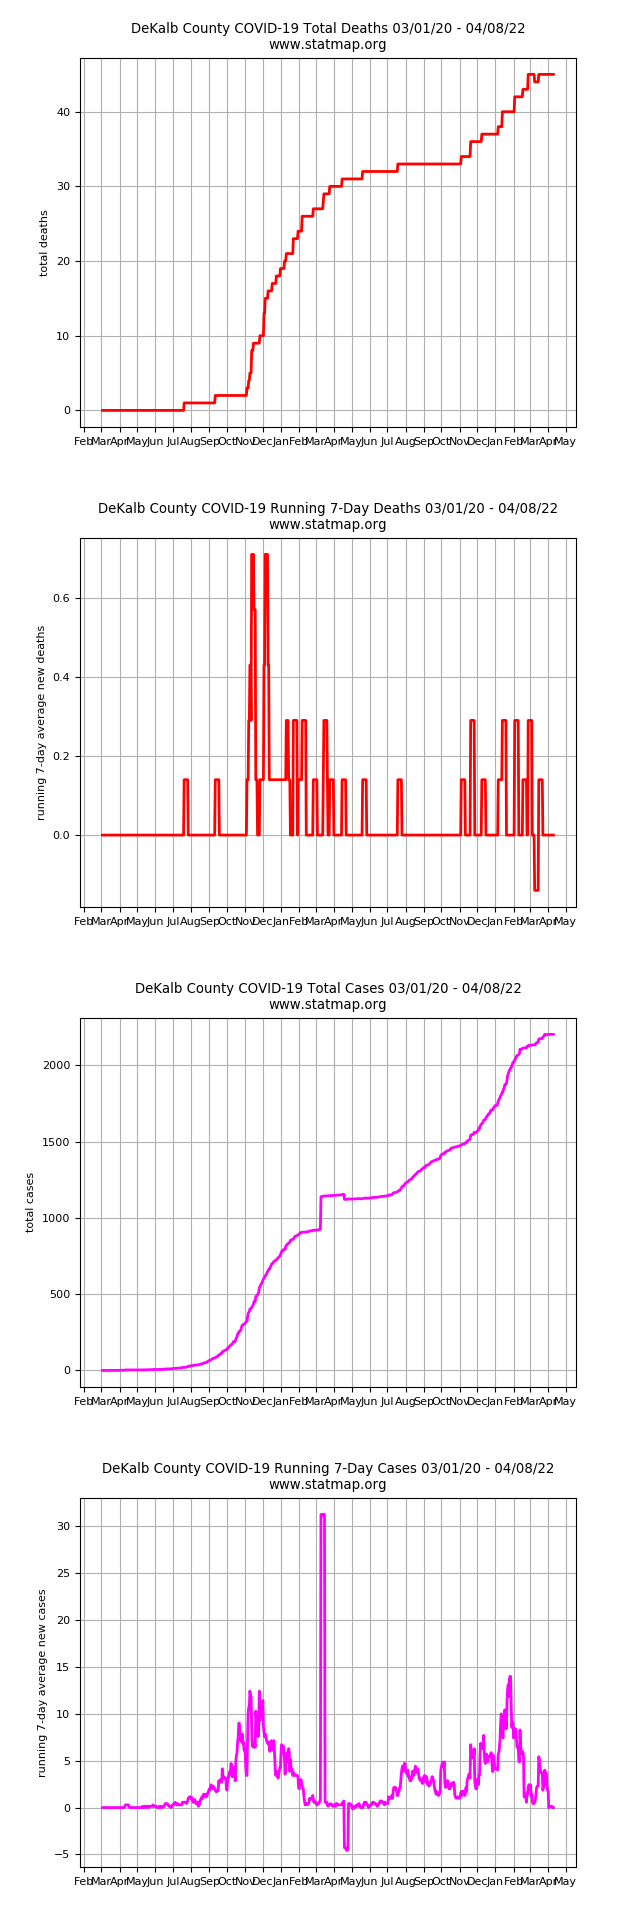 DeKalb County COVID-19 Total Deaths 03/01/20 - 04/08/22
www.statmap.org
40
30
20
10
0
total deaths
Feb Mar Apr May Jun Jul Aug Sep Oct Nov Dec Jan Feb Mar Apr May Jun Jul Aug Sep Oct Nov Dec Jan Feb Mar Apr May
DeKalb County COVID-19 Running 7-Day Deaths 03/01/20 - 04/08/22
www.statmap.org
0.6
0.4
0.2
0.0
running 7-day average new deaths
Feb Mar Apr May Jun Jul Aug Sep Oct Nov Dec Jan Feb Mar Apr May Jun Jul Aug Sep Oct Nov Dec Jan Feb Mar Apr May
DeKalb County COVID-19 Total Cases 03/01/20 - 04/08/22
www.statmap.org
2000
1500
1000
500
0
total cases
Feb Mar Apr May Jun Jul Aug Sep Oct Nov Dec Jan Feb Mar Apr May Jun Jul Aug Sep Oct Nov Dec Jan Feb Mar Apr May
DeKalb County COVID-19 Running 7-Day Cases 03/01/20 - 04/08/22
www.statmap.org
30
25
20
15
10
5
0
−5
running 7-day average new cases
Feb Mar Apr May Jun Jul Aug Sep Oct Nov Dec Jan Feb Mar Apr May Jun Jul Aug Sep Oct Nov Dec Jan Feb Mar Apr May